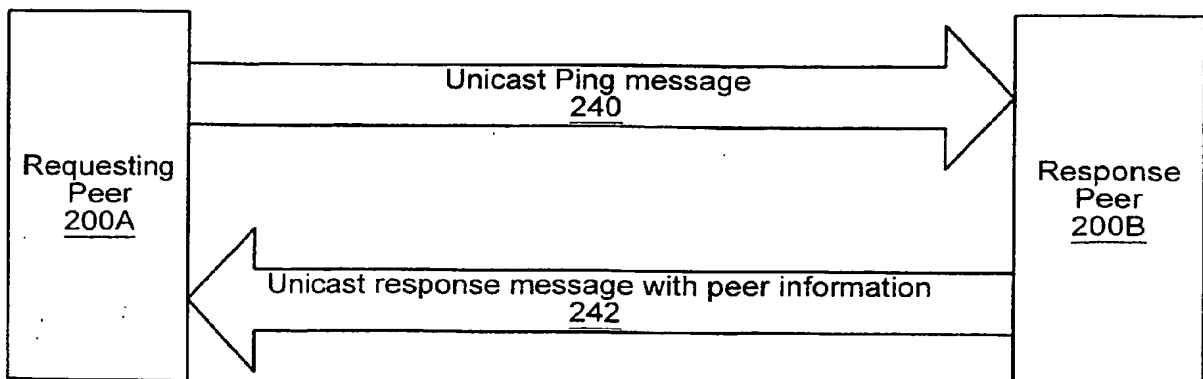 Unicast Ping message
240
Requesting
Peer
200A
Response
Peer
200B
Unicast response message with peer information
242